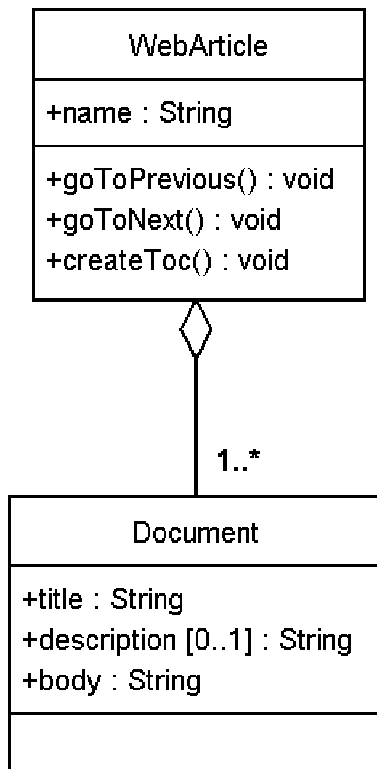 WebArticle
+name : String
+goToPrevious() : void
+goToNext() : void
+createToc() : void
1..*
Document
+title : String
+description [0..1] : String
+body : String